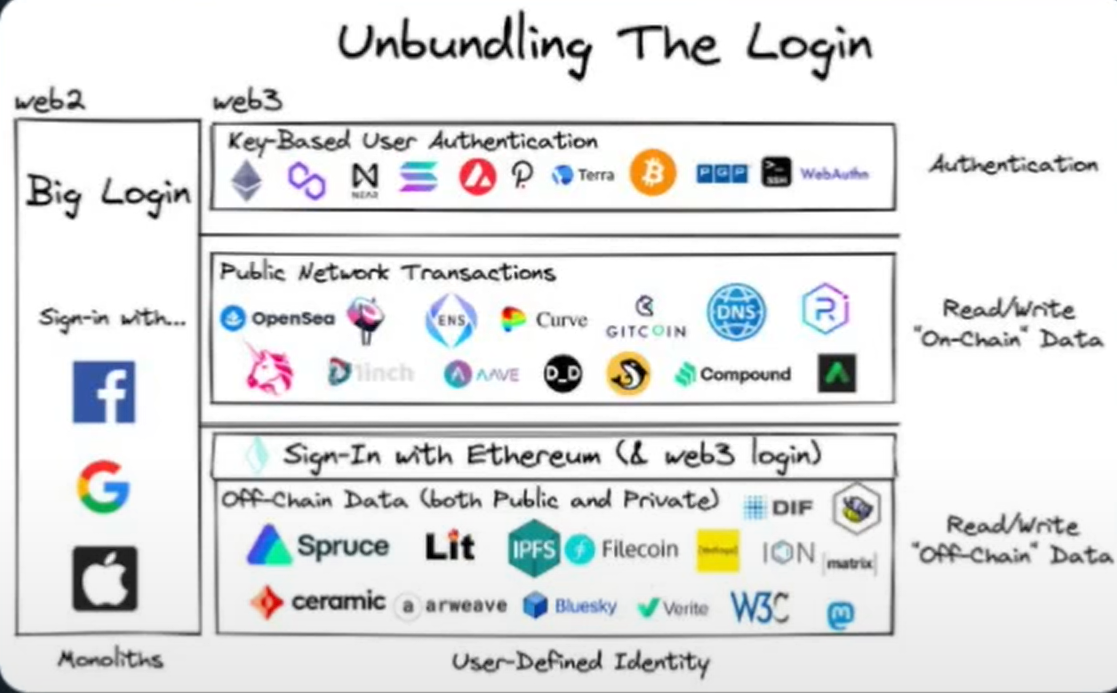 Unbundling The Login
web2
web3
Big Login
Sign-in with...
Monoliths
Key-Based User Authentication
NEAR
Terra
PGP
SSH
WebAuthn
Authentication
Public Network Transactions
OpenSea
ENS
Curve
GITCOIN
DNS
1inch
AAVE
D_D
Compound
Read/Write
"On-Chain" Data
Sign-In with Ethereum (& web3 login)
Off-Chain Data (both Public and Private)
DIF
Spruce
Lit
IPFS
Filecoin
ION
[matrix]
ceramic
arweave
Bluesky
Verite
W3C
Read/Write
"Off-Chain" Data
User-Defined Identity